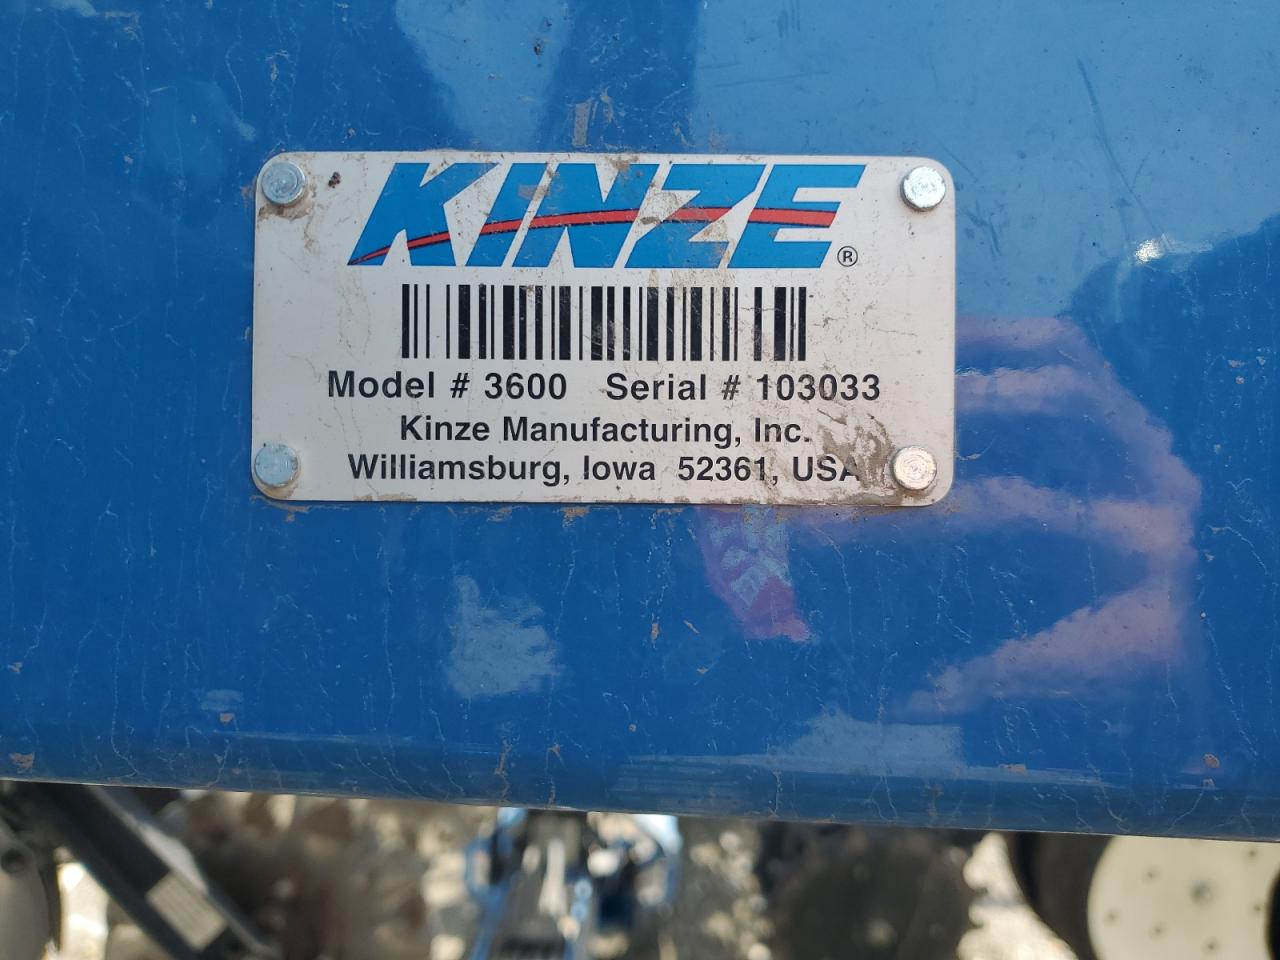 KINZE®
Model # 3600 Serial # 103033
Kinze Manufacturing, Inc.
Williamsburg, Iowa 52361, USA